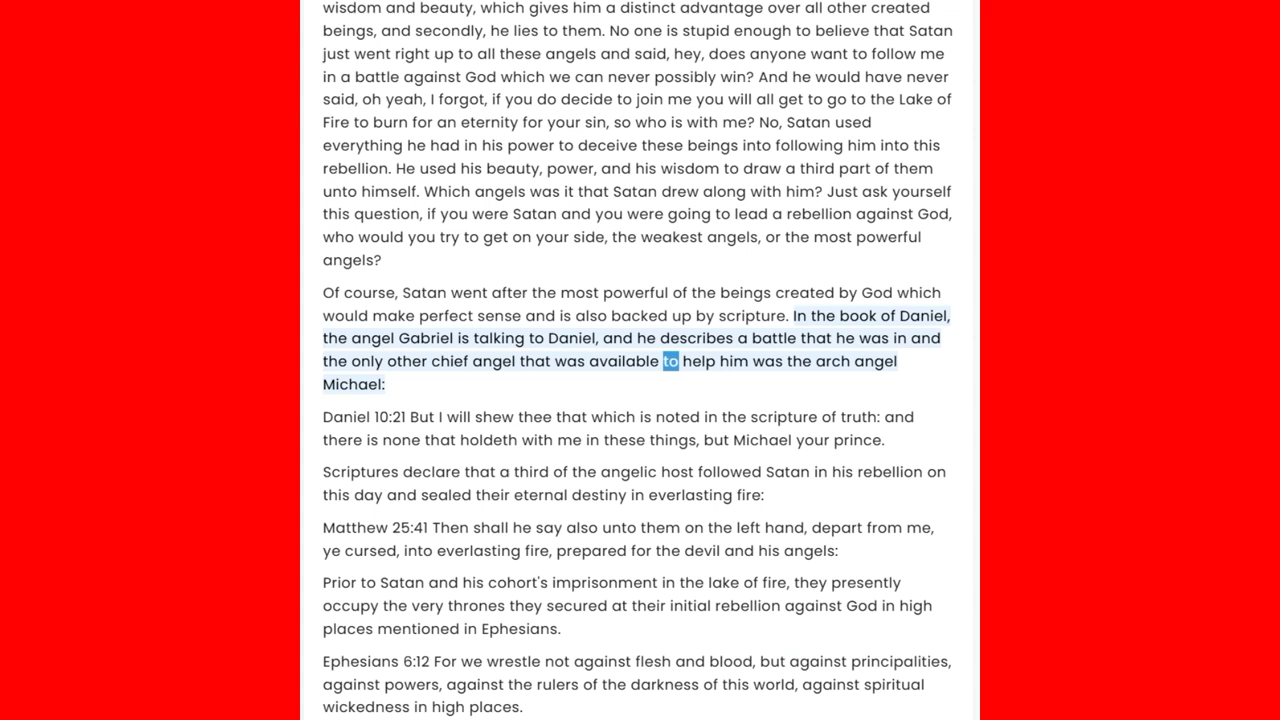 wisdom and beauty, which gives him a distinct advantage over all other created
beings, and secondly, he lies to them. No one is stupid enough to believe that Satan
just went right up to all these angels and said, hey, does anyone want to follow me
in a battle against God which we can never possibly win? And he would have never
said, oh yeah, I forgot, if you do decide to join me you will all get to go to the Lake of
Fire to burn for an eternity for your sin, so who is with me? No, Satan used
everything he had in his power to deceive these beings into following him into this
rebellion. He used his beauty, power, and his wisdom to draw a third part of them
unto himself. Which angels was it that Satan drew along with him? Just ask yourself
this question, if you were Satan and you were going to lead a rebellion against God,
who would you try to get on your side, the weakest angels, or the most powerful
angels?
Of course, Satan went after the most powerful of the beings created by God which
would make perfect sense and is also backed up by scripture. In the book of Daniel,
the angel Gabriel is talking to Daniel, and he describes a battle that he was in and
the only other chief angel that was available to help him was the arch angel
Michael:
Daniel 10:21 But I will shew thee that which is noted in the scripture of truth: and
there is none that holdeth with me in these things, but Michael your prince.
Scriptures declare that a third of the angelic host followed Satan in his rebellion on
this day and sealed their eternal destiny in everlasting fire:
Matthew 25:41 Then shall he say also unto them on the left hand, depart from me,
ye cursed, into everlasting fire, prepared for the devil and his angels:
Prior to Satan and his cohort's imprisonment in the lake of fire, they presently
occupy the very thrones they secured at their initial rebellion against God in high
places mentioned in Ephesians.
Ephesians 6:12 For we wrestle not against flesh and blood, but against principalities,
against powers, against the rulers of the darkness of this world, against spiritual
wickedness in high places.